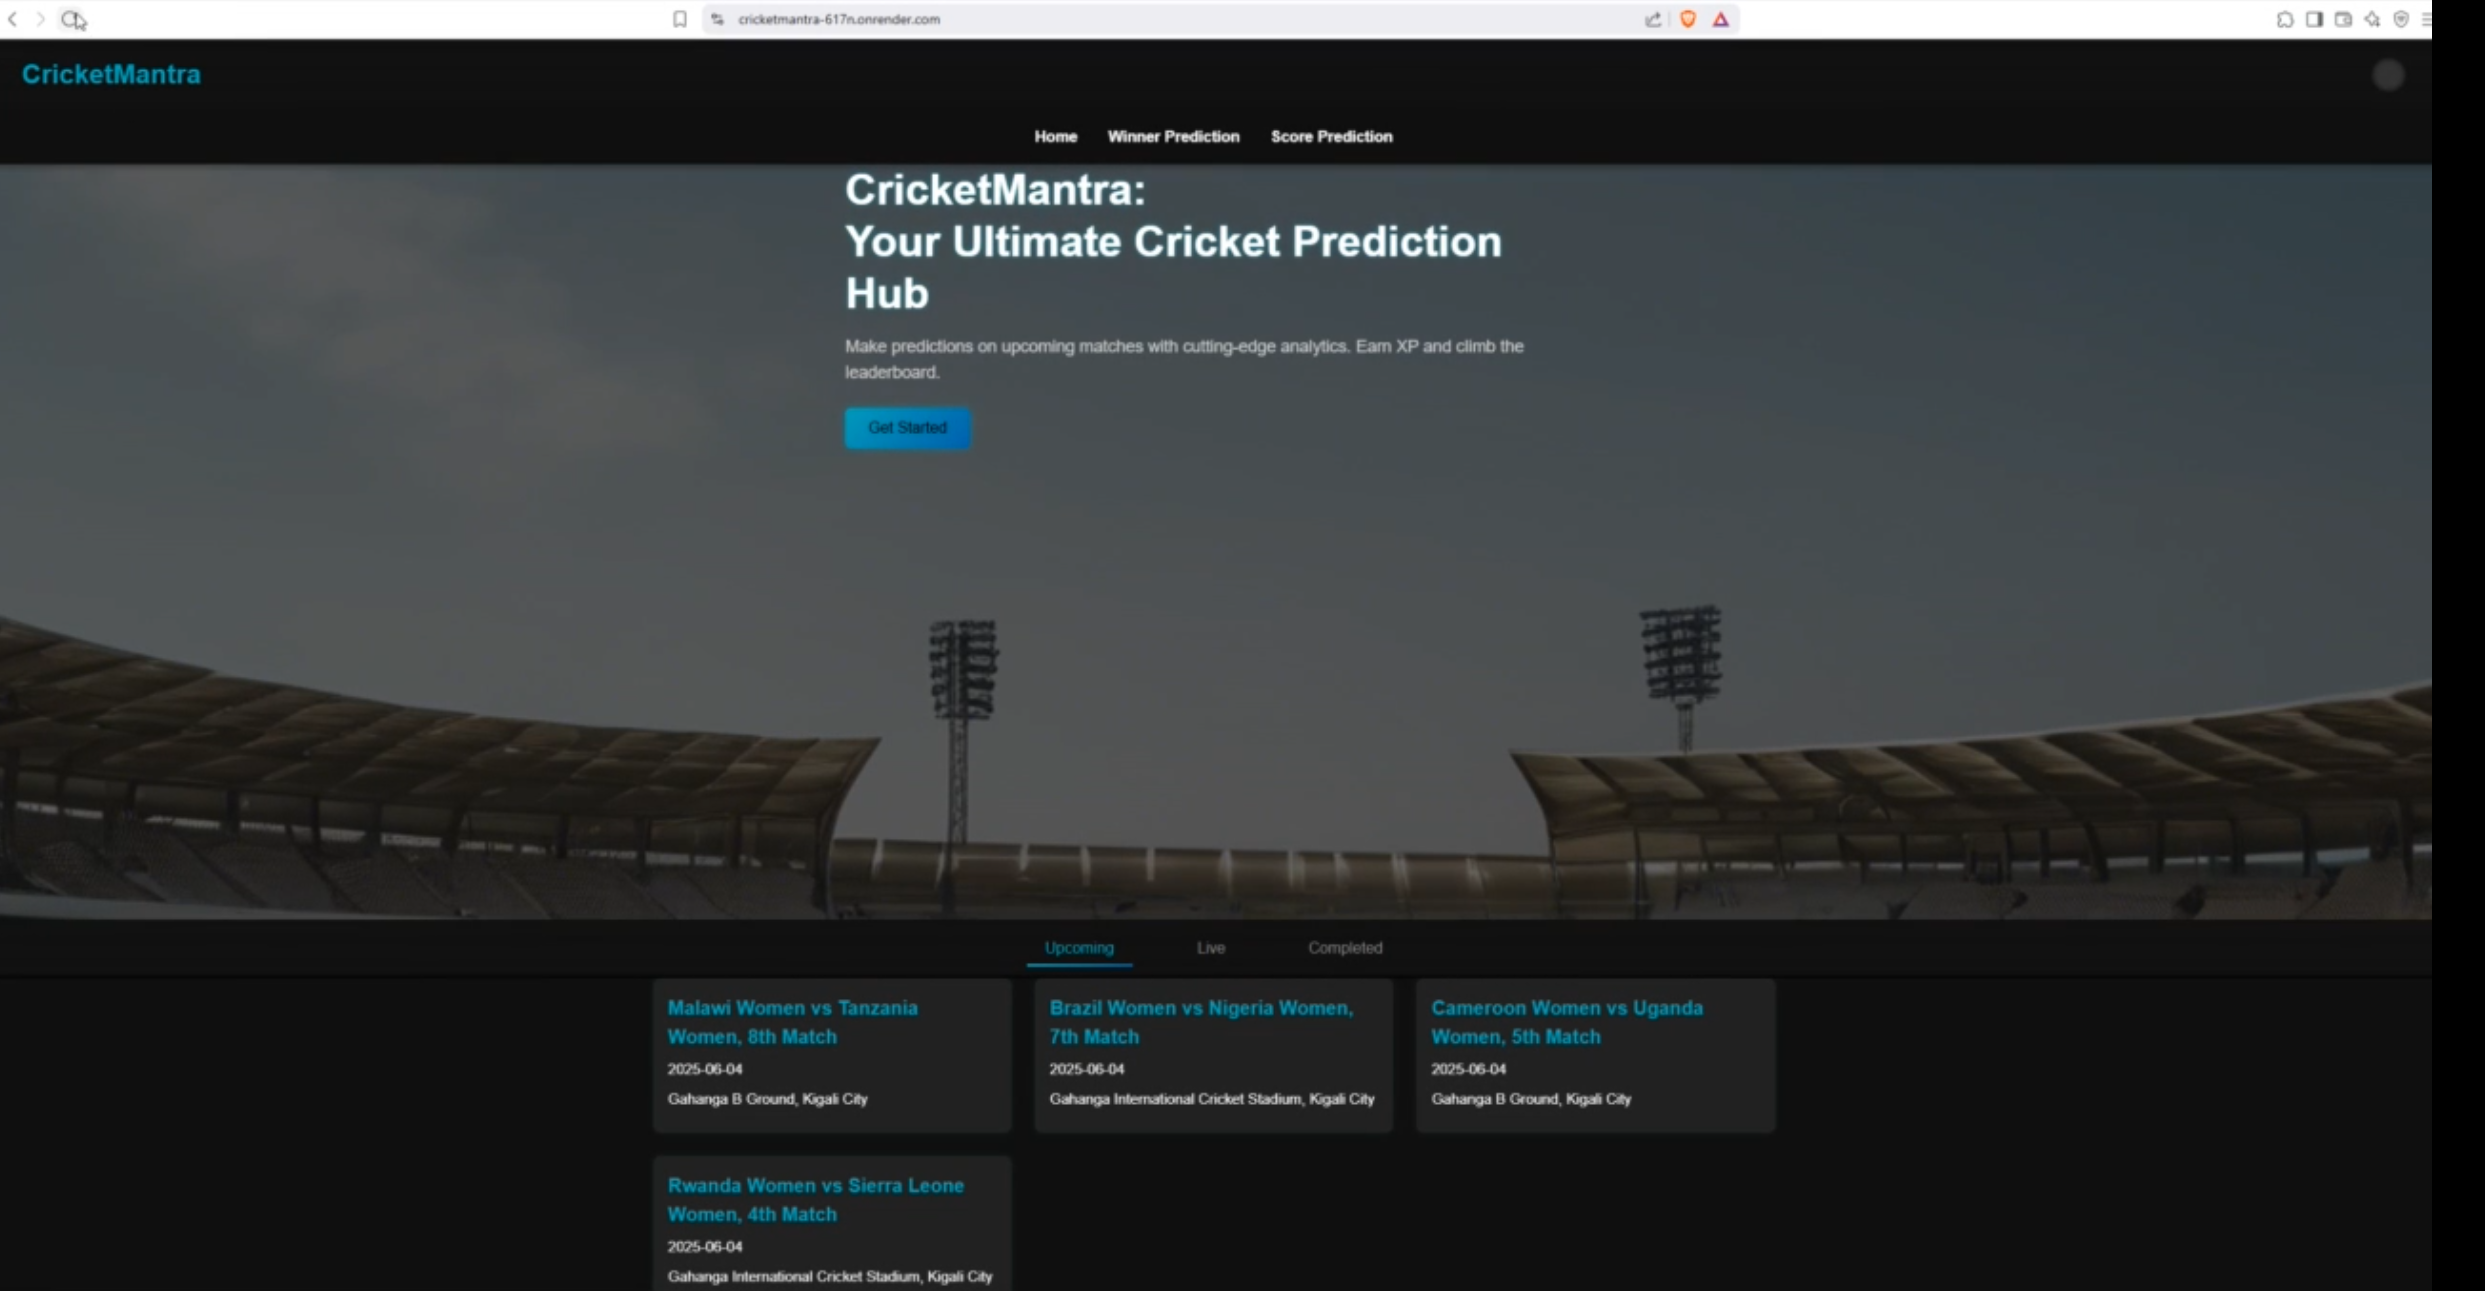 cricketmantra-617n.onrender.com
CricketMantra
Home Winner Prediction Score Prediction
CricketMantra:
Your Ultimate Cricket Prediction
Hub
Make predictions on upcoming matches with cutting-edge analytics. Earn XP and climb the
leaderboard.
Get Started
Upcoming Live Completed
Malawi Women vs Tanzania
Women, 8th Match
2025-06-04
Gahanga B Ground, Kigali City
Brazil Women vs Nigeria Women,
7th Match
2025-06-04
Gahanga International Cricket Stadium, Kigali City
Cameroon Women vs Uganda
Women, 5th Match
2025-06-04
Gahanga B Ground, Kigali City
Rwanda Women vs Sierra Leone
Women, 4th Match
2025-06-04
Gahanga International Cricket Stadium, Kigali City